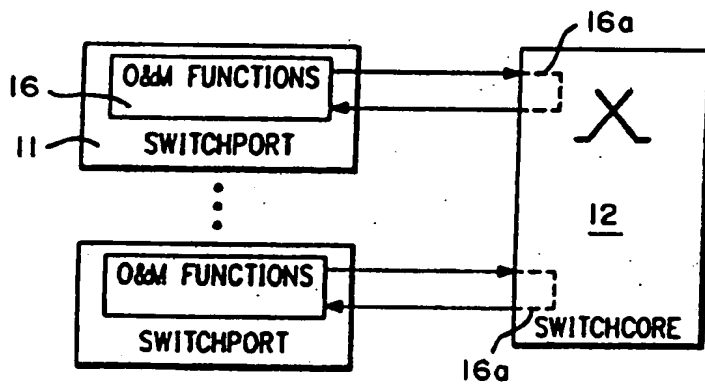 16a
16
O&M FUNCTIONS
11
SWITCHPORT
12
O&M FUNCTIONS
SWITCHPORT
SWITCHCORE
16a